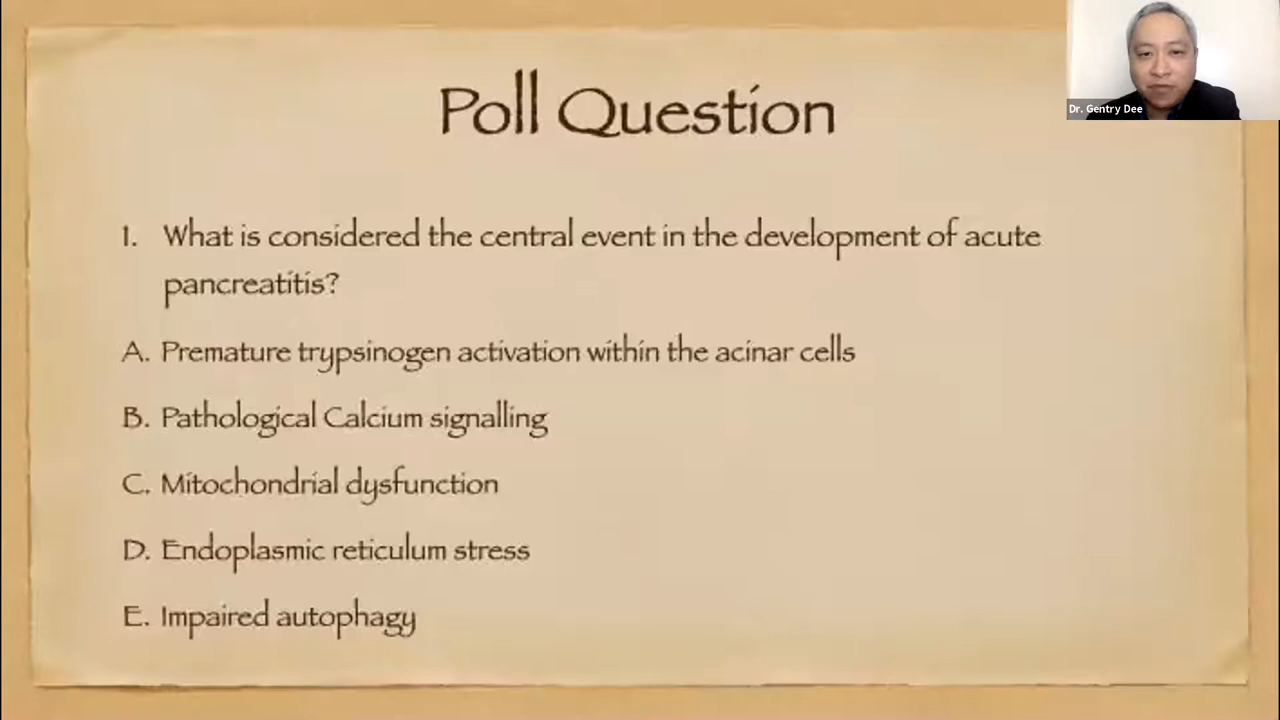 Poll Question
Dr. Gentry Dee
1. What is considered the central event in the development of acute
pancreatitis?
A. Premature trypsinogen activation within the acinar cells
B. Pathological Calcium signalling
C. Mitochondrial dysfunction
D. Endoplasmic reticulum stress
E. Impaired autophagy